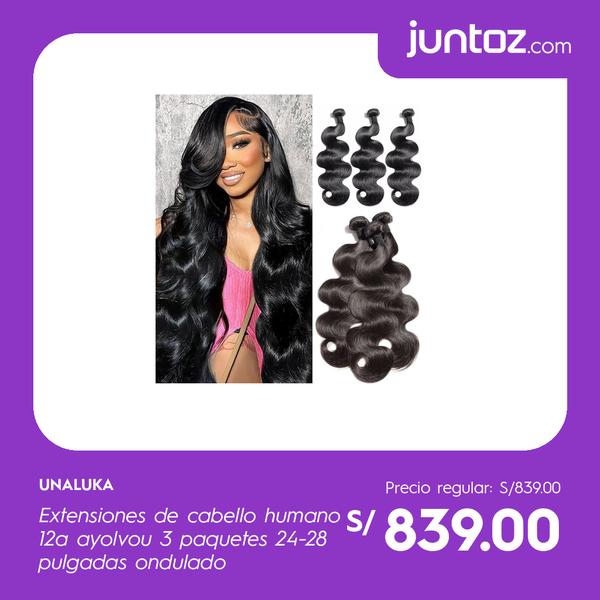 juntoz.com
UNALUKA
Extensiones de cabello humano
12a ayolvou 3 paquetes 24-28
pulgadas ondulado
Precio regular: S/839.00
S/ 839.00